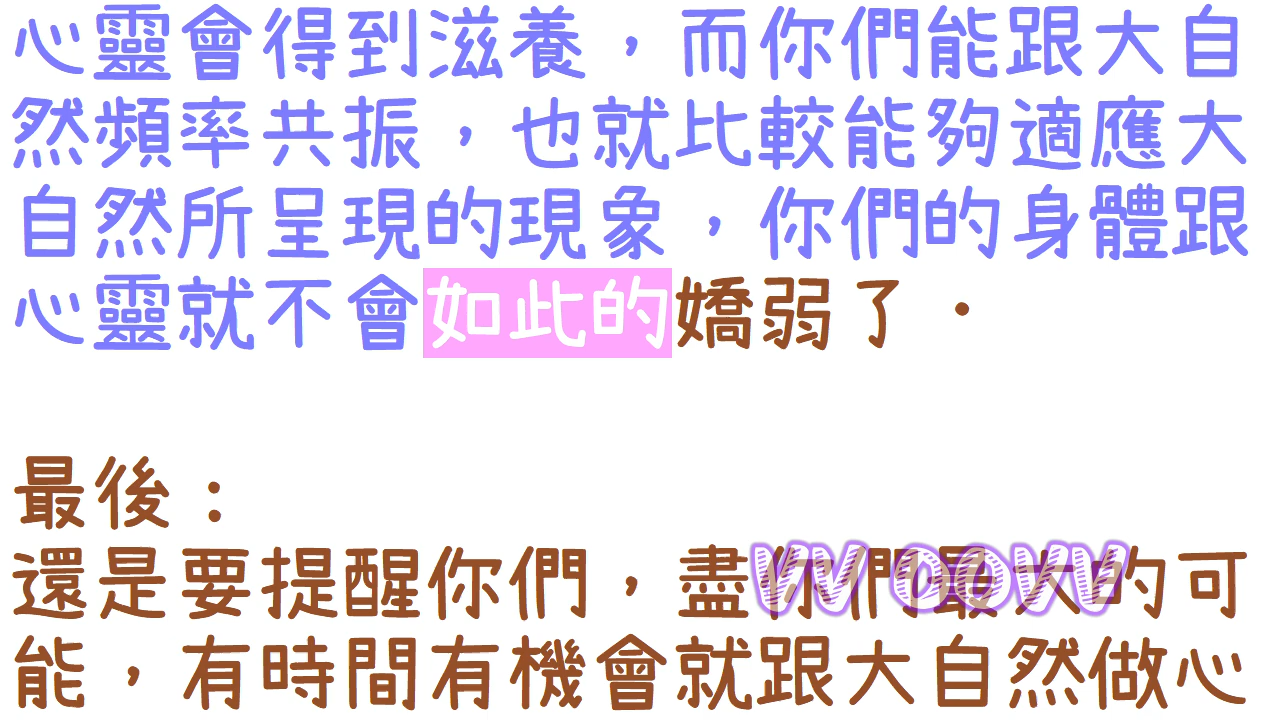 心靈會得到滋養，而你們能跟大自
然頻率共振，也就比較能夠適應大
自然所呈現的現象，你們的身體跟
心靈就不會如此的嬌弱了．
最後：
還是要提醒你們，盡你們最大的可
能，有時間有機會就跟大自然做心